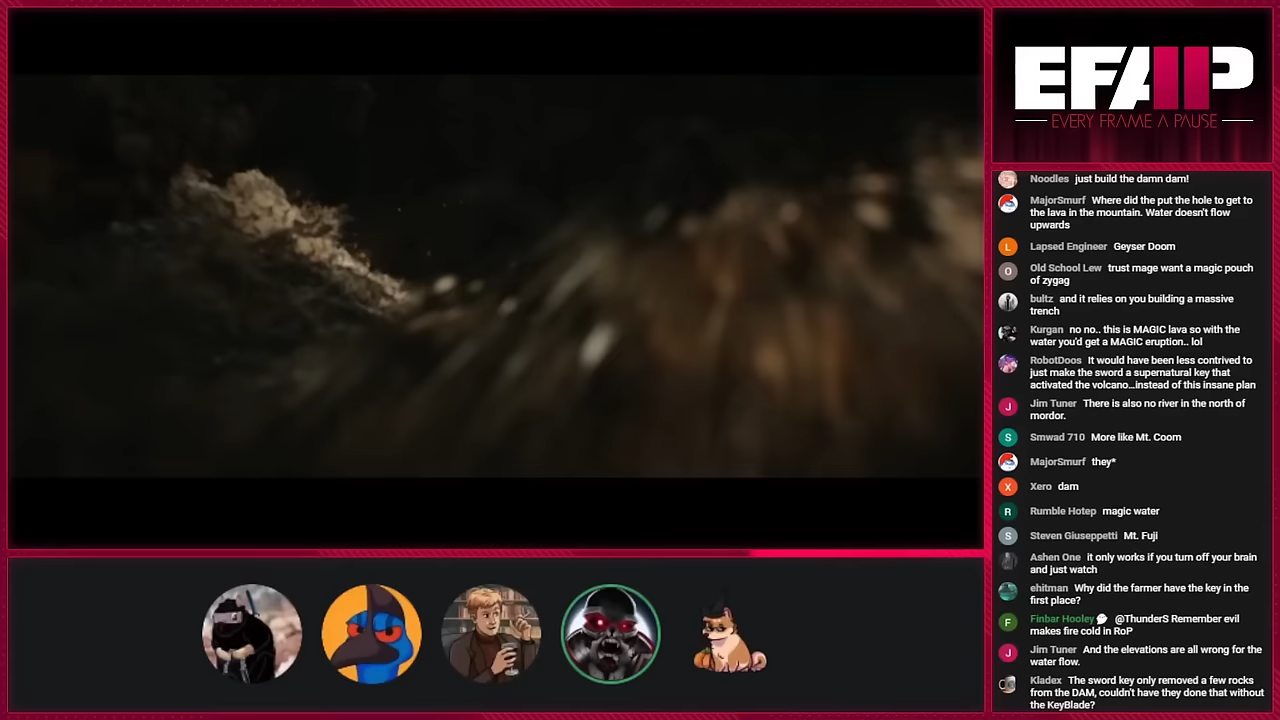 EFAP
EVERY FRAME A PAUSE
Noodles just build the damn dam!
MajorSmurf Where did the put the hole to get to
the lava in the mountain. Water doesn't flow
upwards
L Lapsed Engineer Geyser Doom
O Old School Lew trust mage want a magic pouch
of zygag
bultz and it relies on you building a massive
trench
Kurgan no no.. this is MAGIC lava so with the
water you'd get a MAGIC eruption.. lol
RobotDoos It would have been less contrived to
just make the sword a supernatural key that
activated the volcano...instead of this insane plan
J Jim Tuner There is also no river in the north of
mordor.
S Smwad 710 More like Mt. Coom
MajorSmurf they*
X Xero dam
R Rumble Hotep magic water
S Steven Giuseppetti Mt. Fuji
Ashen One it only works if you turn off your brain
and just watch
ehitman Why did the farmer have the key in the
first place?
F Finbar Hooley @ThunderS Remember evil
makes fire cold in RoP
J Jim Tuner And the elevations are all wrong for the
water flow.
Kladex The sword key only removed a few rocks
from the DAM, couldn't have they done that without
the KeyBlade?